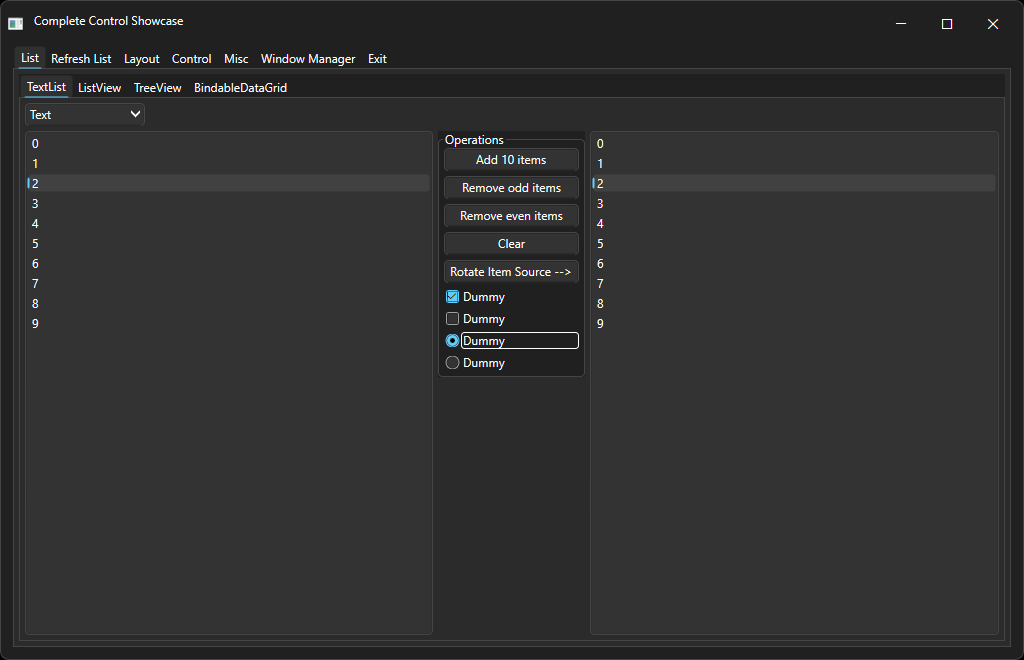 Complete Control Showcase
List Refresh List Layout Control Misc Window Manager Exit
TextList ListView TreeView BindableDataGrid
Text
0
1
2
3
4
5
6
7
8
9
Operations
Add 10 items
Remove odd items
Remove even items
Clear
Rotate Item Source -->
Dummy
Dummy
Dummy
Dummy
0
1
2
3
4
5
6
7
8
9